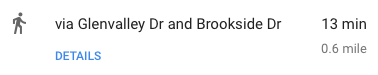 via Glenvalley Dr and Brookside Dr 13 min
0.6 mile
DETAILS